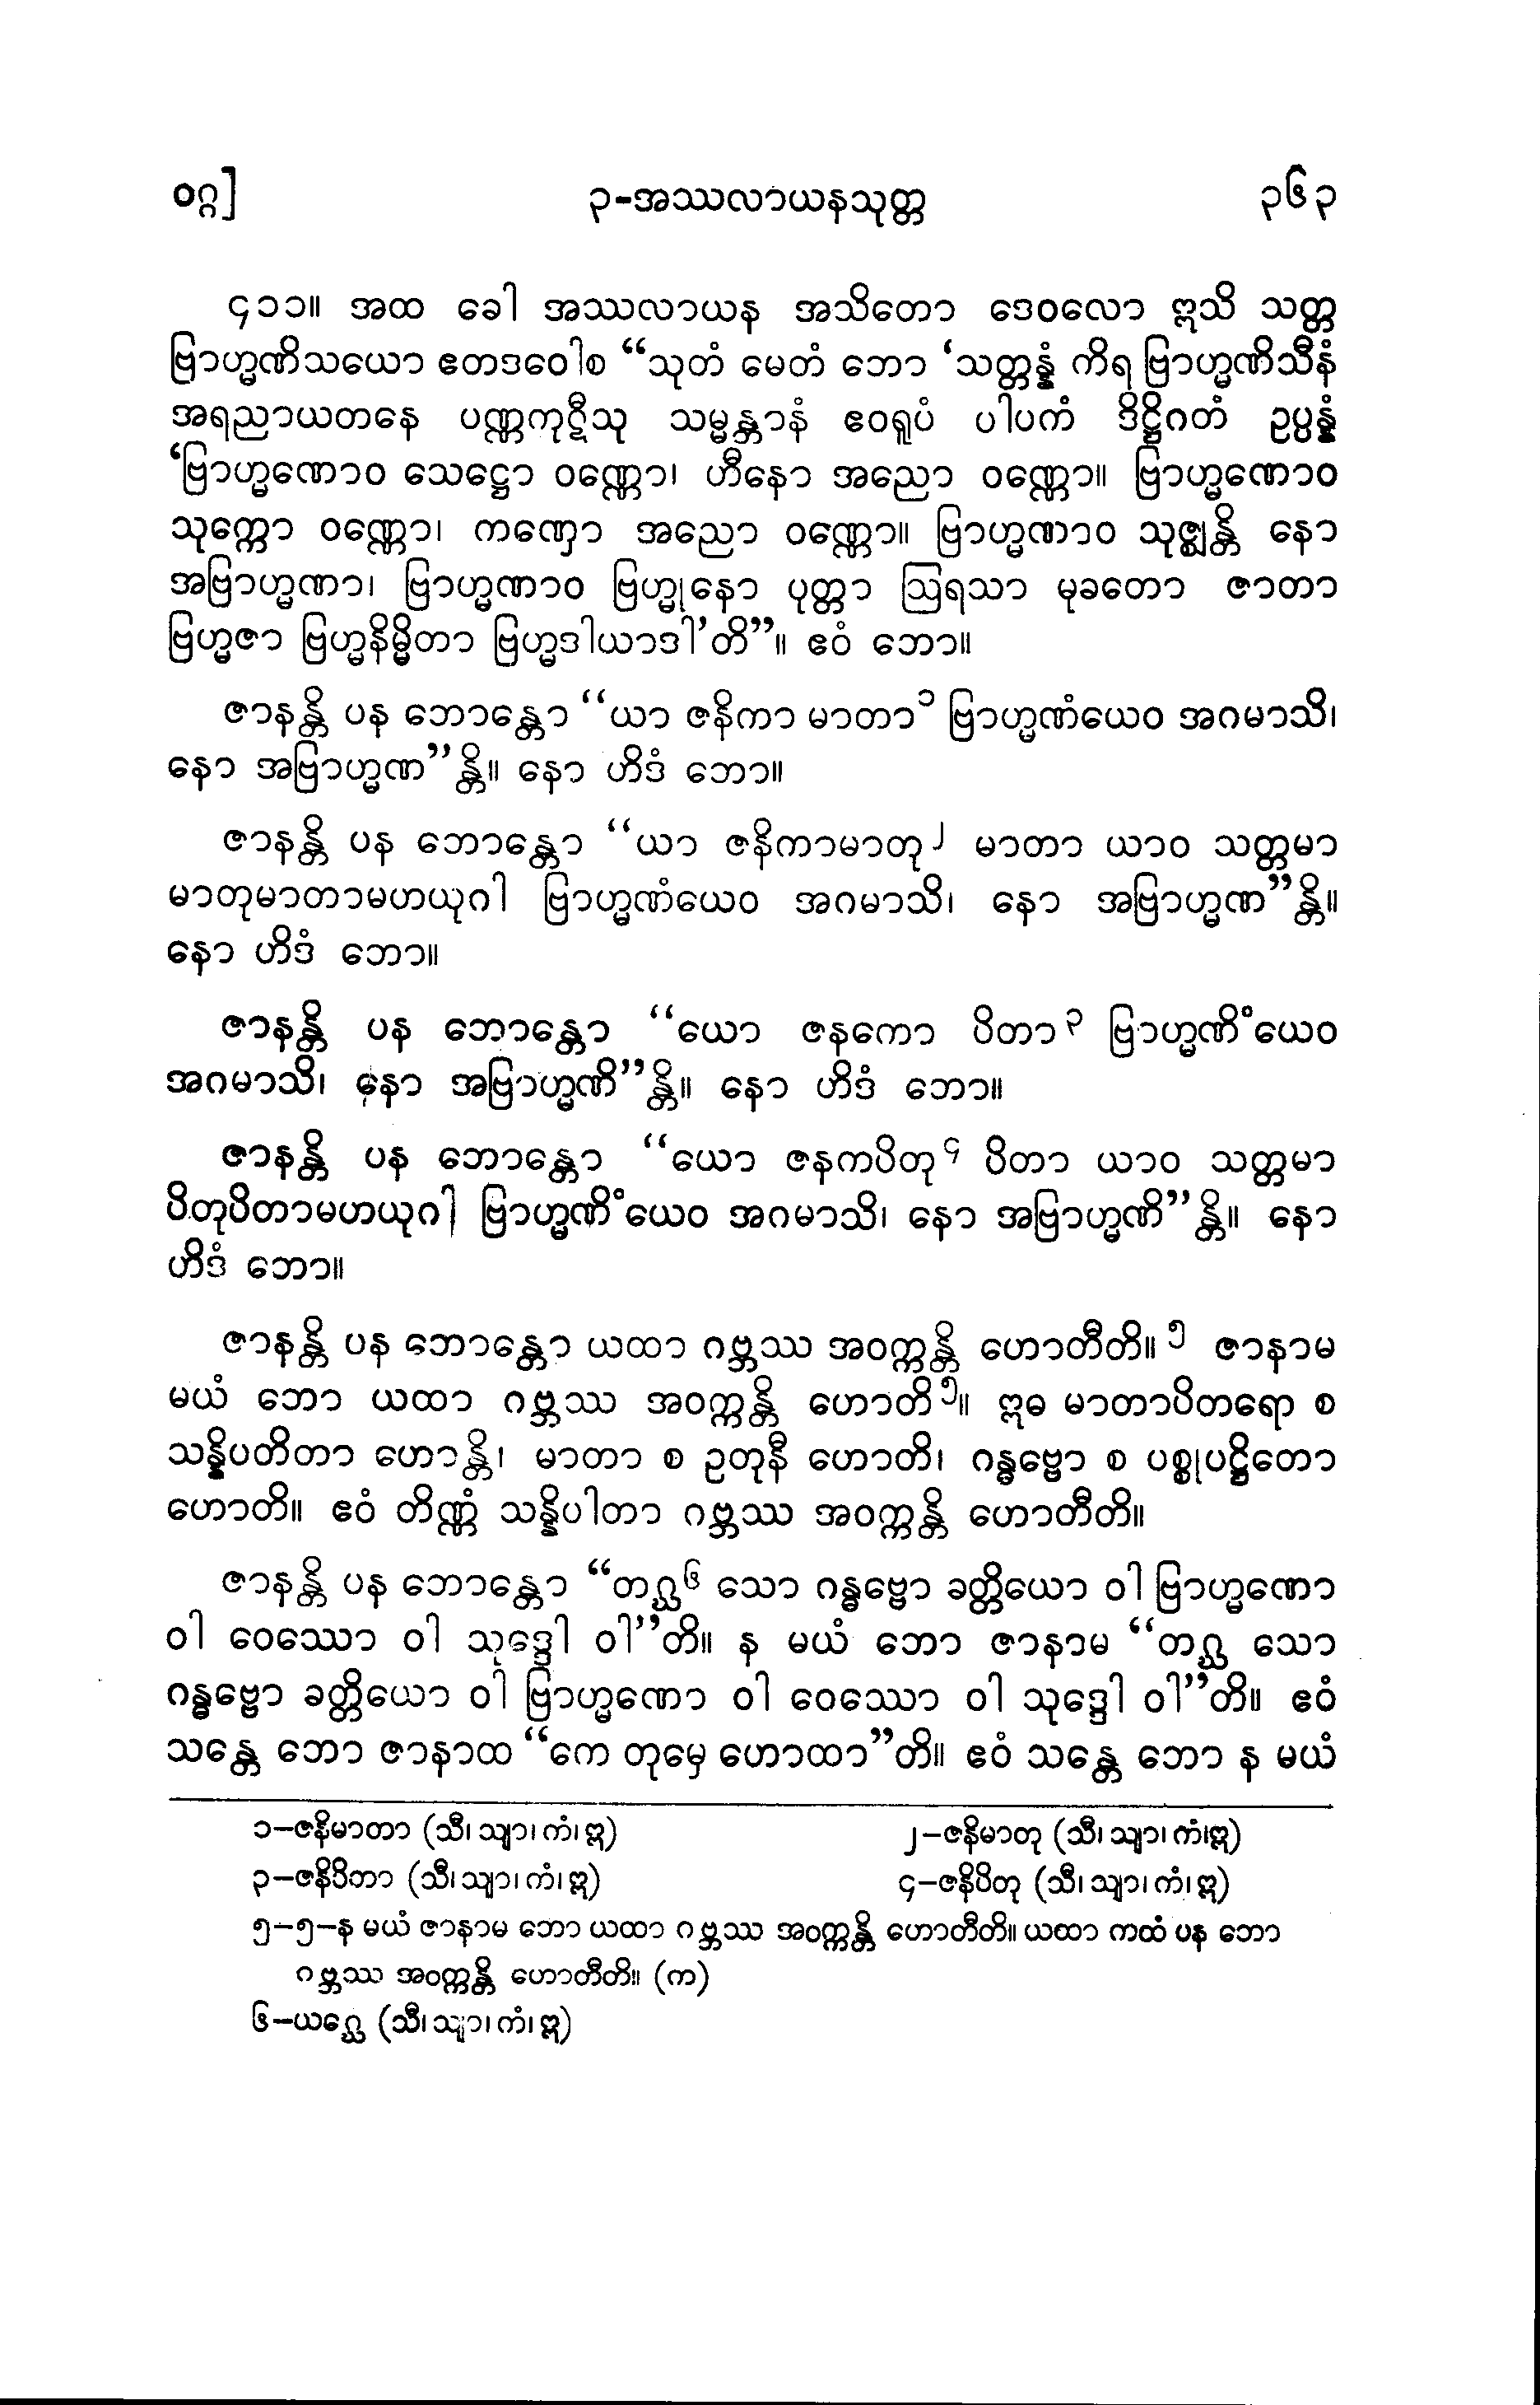 ဝဂ္ဂ]
၃-အဿလာယနသုတ္တ
၃၆၃
၄၁၁။ အထ ခေါ အဿလာယန အသိတော ဒေဝလော ဣသိ သတ္တ
ဗြာဟ္မဏိသယော ဧတဒဝေါစ “သုတံ မေတံ ဘော ‘သတ္တန္နံ ကိရ ဗြာဟ္မဏိသီနံ
အရညာယတနေ ပဏ္ဏကုဋီသု သမ္မန္တာနံ ဧဝရူပံ ပါပကံ ဒိဋ္ဌိဂတံ ဥပ္ပန္နံ
‘ဗြာဟ္မဏောဝ သေဋ္ဌော ဝဏ္ဏော၊ ဟီနော အညော ဝဏ္ဏော။ ဗြာဟ္မဏောဝ
သုက္ကော ဝဏ္ဏော၊ ကဏှော အညော ဝဏ္ဏော။ ဗြာဟ္မဏာဝ သုဇ္ဈန္တိ နော
အဗြာဟ္မဏာ၊ ဗြာဟ္မဏာဝ ဗြဟ္မုနော ပုတ္တာ ဩရသာ မုခတော ဇာတာ
ဗြဟ္မဇာ ဗြဟ္မနိမ္မိတာ ဗြဟ္မဒါယာဒါ’တိ”။ ဧဝံ ဘော။
ဇာနန္တိ ပန ဘောန္တော “ယာ ဇနိကာ မာတာ၁ ဗြာဟ္မဏံယေဝ အဂမာသိ၊
နော အဗြာဟ္မဏ”န္တိ။ နော ဟိဒံ ဘော။
ဇာနန္တိ ပန ဘောန္တော “ယာ ဇနိကာမာတု၂ မာတာ ယာဝ သတ္တမာ
မာတုမာတာမဟယုဂါ ဗြာဟ္မဏံယေဝ အဂမာသိ၊ နော အဗြာဟ္မဏ”န္တိ။
နော ဟိဒံ ဘော။
ဇာနန္တိ ပန ဘောန္တော “ယော ဇနကော ပိတာ၃ ဗြာဟ္မဏိံယေဝ
အဂမာသိ၊ နော အဗြာဟ္မဏိ”န္တိ။ နော ဟိဒံ ဘော။
ဇာနန္တိ ပန ဘောန္တော “ယော ဇနကပိတု၄ ပိတာ ယာဝ သတ္တမာ
ပိတုပိတာမဟယုဂါ ဗြာဟ္မဏိံယေဝ အဂမာသိ၊ နော အဗြာဟ္မဏိ”န္တိ။ နော
ဟိဒံ ဘော။
ဇာနန္တိ ပန ဘောန္တော ယထာ ဂဗ္ဘဿ အဝက္ကန္တိ ဟောတီတိ။၅ ဇာနာမ
မယံ ဘော ယထာ ဂဗ္ဘဿ အဝက္ကန္တိ ဟောတိ၅။ ဣဓ မာတာပိတရော စ
သန္နိပတိတာ ဟောန္တိ၊ မာတာ စ ဥတုနီ ဟောတိ၊ ဂန္ဓဗ္ဗော စ ပစ္စုပဋ္ဌိတော
ဟောတိ။ ဧဝံ တိဏ္ဏံ သန္နိပါတာ ဂဗ္ဘဿ အဝက္ကန္တိ ဟောတီတိ။
ဇာနန္တိ ပန ဘောန္တော “တဂ္ဃ၆ သော ဂန္ဓဗ္ဗော ခတ္တိယော ဝါ ဗြာဟ္မဏော
ဝါ ဝေဿော ဝါ သုဒ္ဒေါ ဝါ”တိ။ န မယံ ဘော ဇာနာမ “တဂ္ဃ သော
ဂန္ဓဗ္ဗော ခတ္တိယော ဝါ ဗြာဟ္မဏော ဝါ ဝေဿော ဝါ သုဒ္ဒေါ ဝါ”တိ။ ဧဝံ
သန္တေ ဘော ဇာနာထ “ကေ တုမှေ ဟောထာ”တိ။ ဧဝံ သန္တေ ဘော န မယံ
၁–ဇနိမာတာ (သီ၊ သျာ၊ ကံ၊ ဣ)
၂–ဇနိမာတု (သီ၊ သျာ၊ ကံ၊ဣ)
၃–ဇနိပိတာ (သီ၊ သျာ၊ ကံ၊ ဣ)
၄–ဇနိပိတု (သီ၊ သျာ၊ ကံ၊ ဣ)
၅–၅–န မယံ ဇာနာမ ဘော ယထာ ဂဗ္ဘဿ အဝက္ကန္တိ ဟောတီတိ။ ယထာ ကထံ ပန ဘော
ဂဗ္ဘဿ အဝက္ကန္တိ ဟောတီတိ။ (က)
၆–ယဂ္ဃေ (သီ၊ သျာ၊ ကံ၊ ဣ)